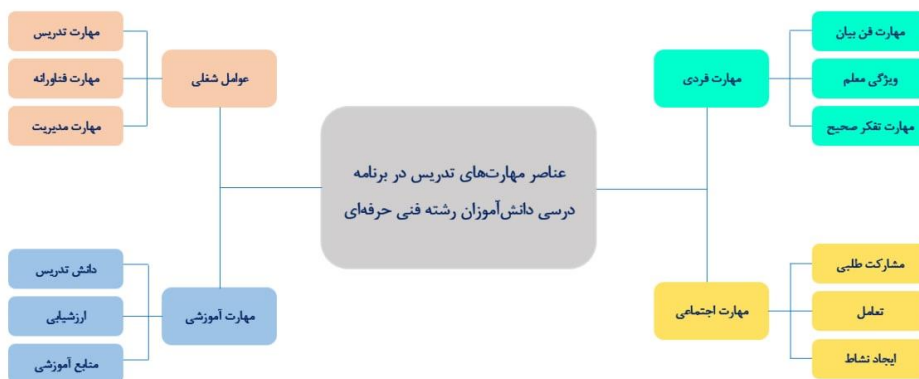 عناصر مهارت‌های تدریس در برنامه
درسی دانش‌آموزان رشته فنی حرفه‌ای
مهارت فردی
مهارت فن بیان
ویژگی معلم
مهارت تفکر صحیح
مهارت اجتماعی
مشارکت طلبی
تعامل
ایجاد نشاط
عوامل شغلی
مهارت تدریس
مهارت فناورانه
مهارت مدیریت
مهارت آموزشی
دانش تدریس
ارزشیابی
منابع آموزشی